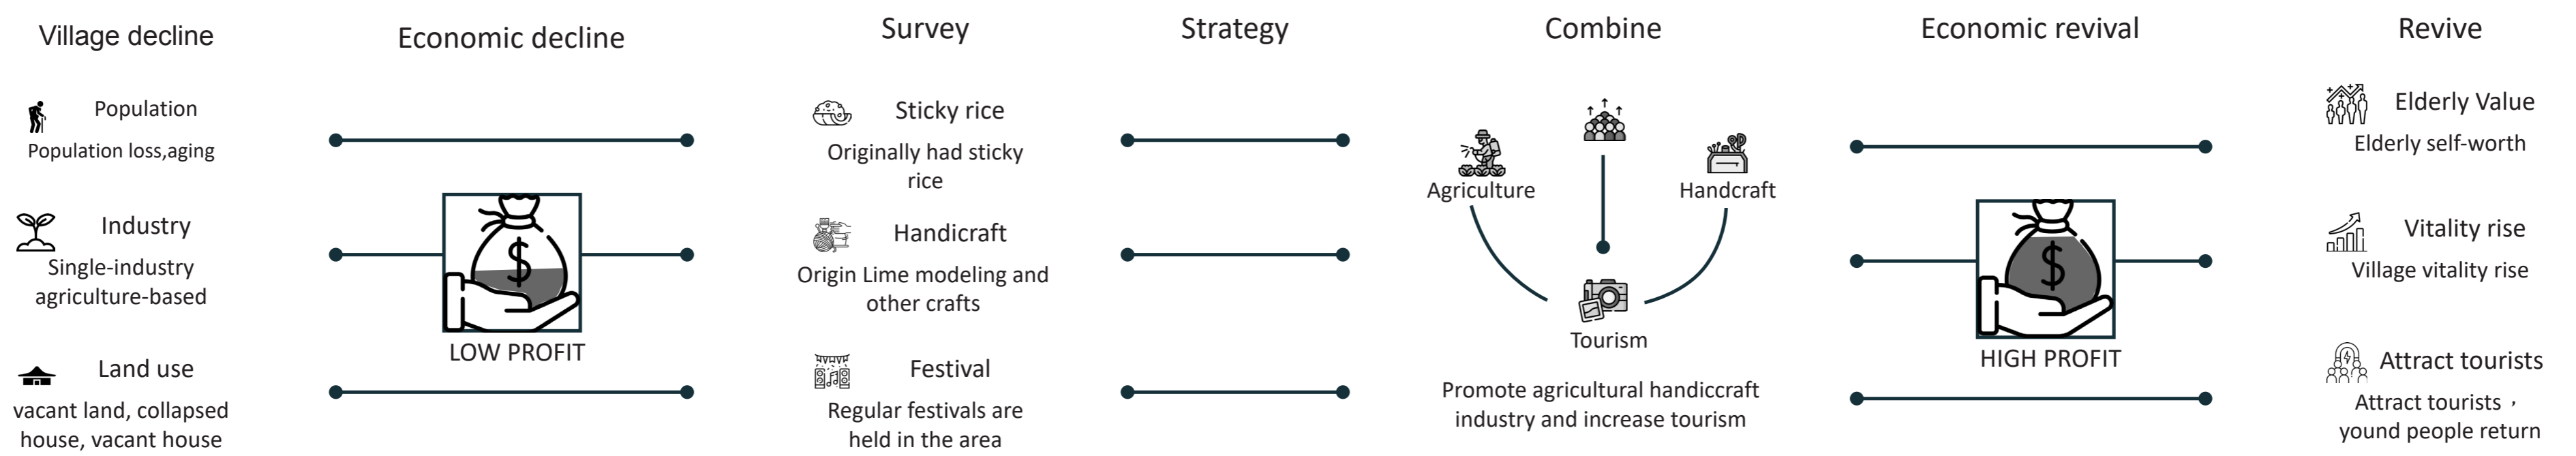 Village decline
Population
Population loss,aging
Industry
Single-industry
agriculture-based
Land use
vacant land, collapsed
house, vacant house
Economic decline
$
LOW PROFIT
Survey
Sticky rice
Originally had sticky
rice
Handicraft
Origin Lime modeling and
other crafts
Festival
Regular festivals are
held in the area
Strategy
Combine
Agriculture
Handcraft
Tourism
Promote agricultural handiccraft
industry and increase tourism
Economic revival
$
HIGH PROFIT
Revive
Elderly Value
Elderly self-worth
Vitality rise
Village vitality rise
Attract tourists
Attract tourists，
yound people return